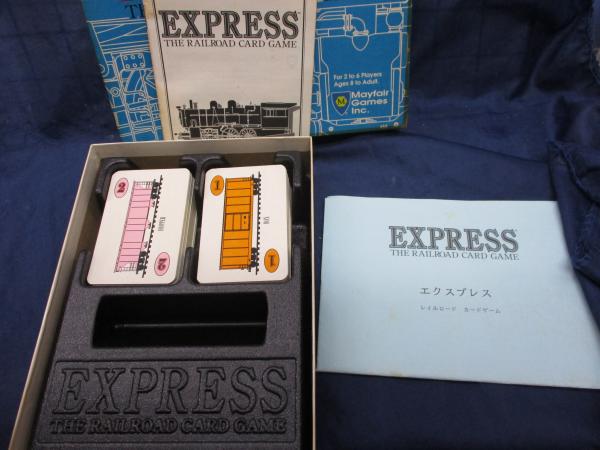 EXPRESS
THE RAILROAD CARD GAME
For 2 to 6 Players
Ages 8 to Adult.
M
Mayfair
Games
Inc.
2
HOPPER
2
1
BOX
1
EXPRESS
THE RAILROAD CARD GAME
エクスプレス
レイルロード カードゲーム
EXPRESS
THE RAILROAD CARD GAME